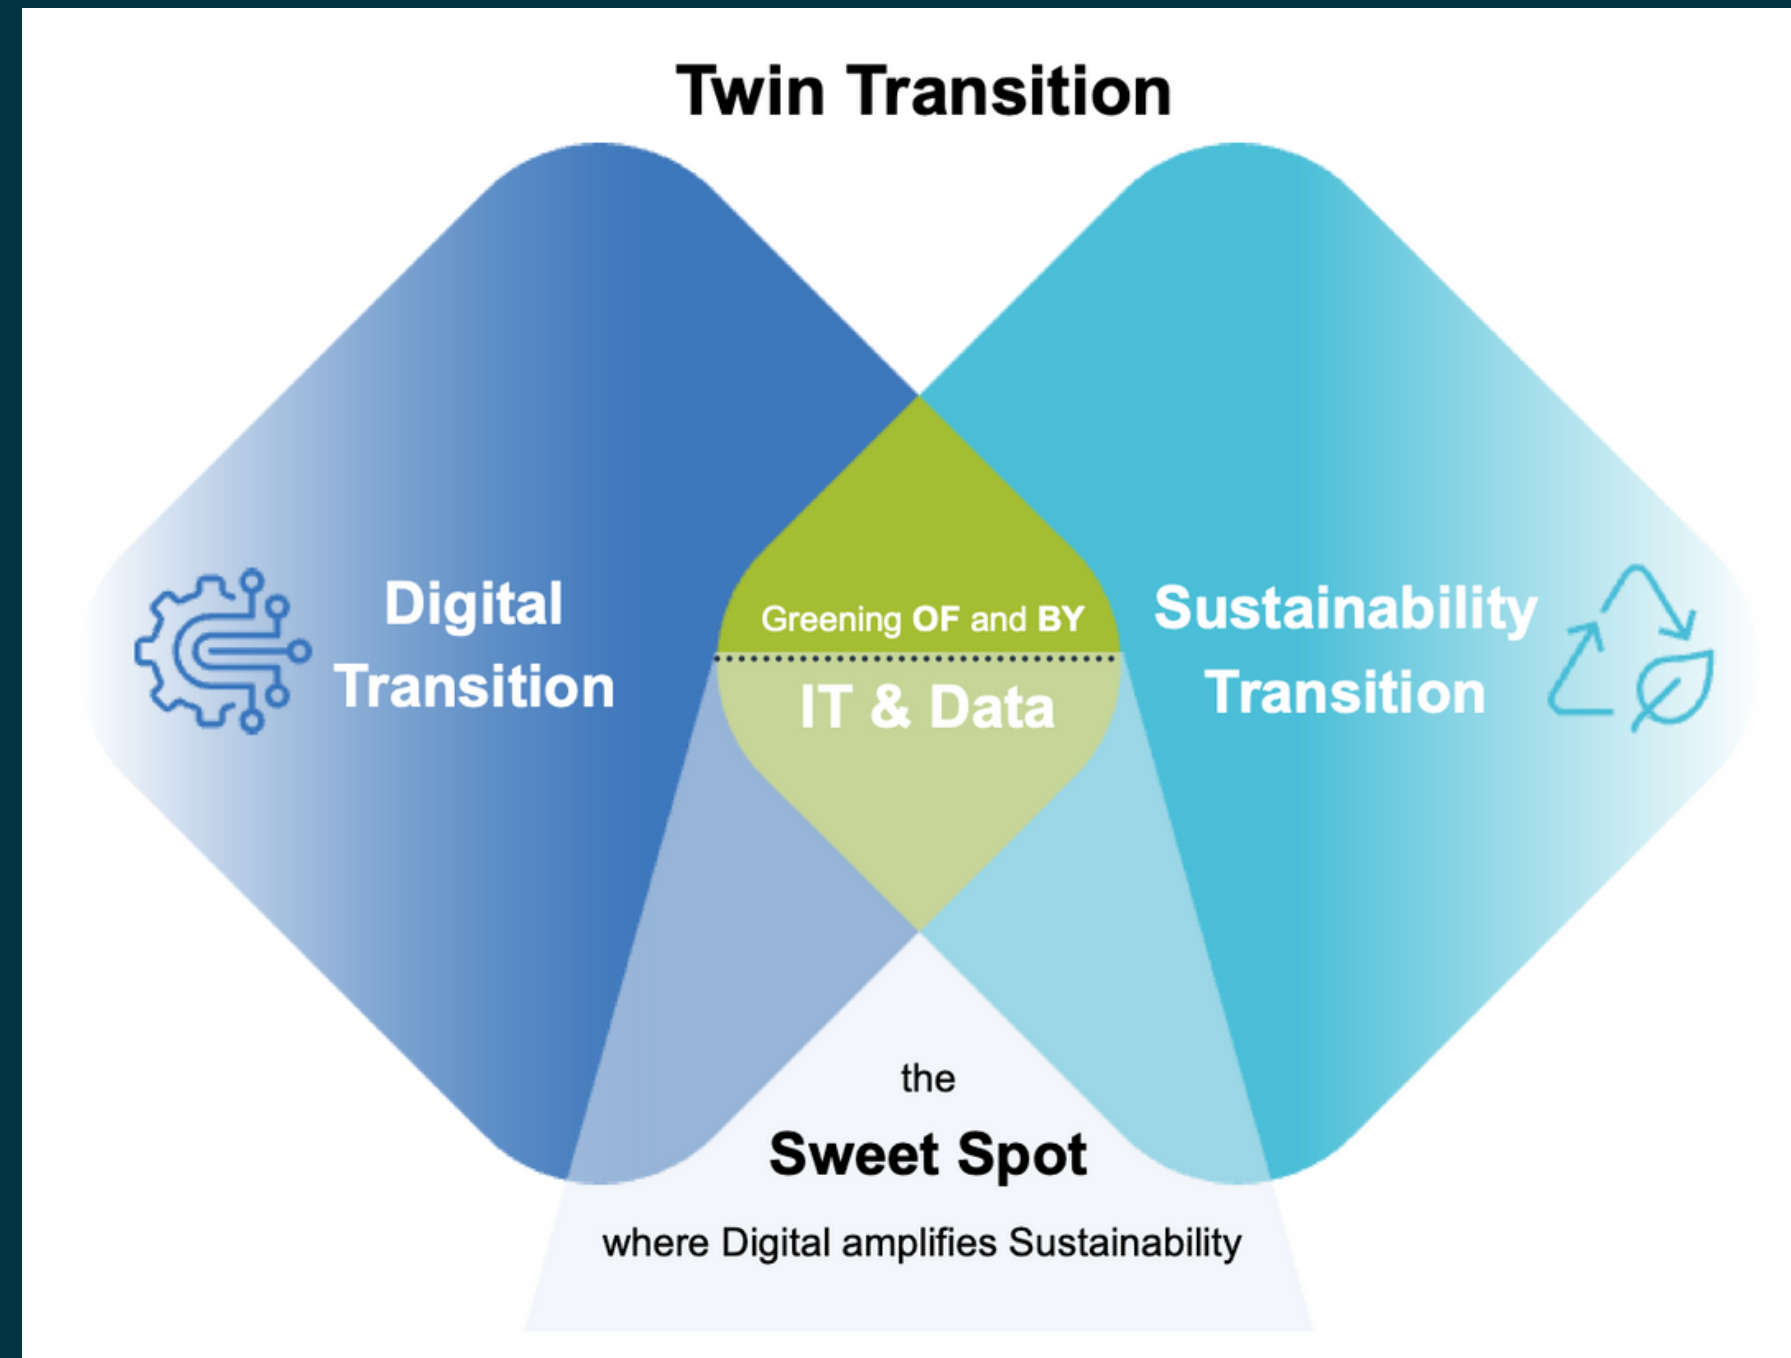 Twin Transition
Digital
Transition
Greening OF and BY
IT & Data
Sustainability
Transition
the
Sweet Spot
where Digital amplifies Sustainability